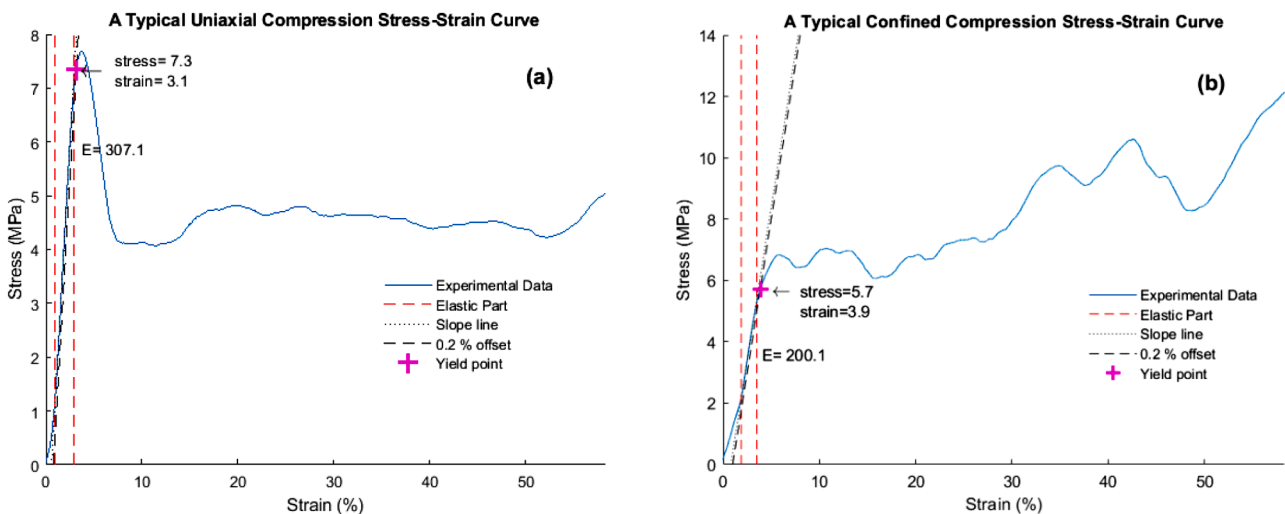 A Typical Uniaxial Compression Stress-Strain Curve
8
7
6
5
4
3
2
1
0
Stress (MPa)
stress= 7.3
strain= 3.1
(a)
E= 307.1
Experimental Data
Elastic Part
Slope line
0.2 % offset
Yield point
0 10 20 30 40 50
Strain (%)
A Typical Confined Compression Stress-Strain Curve
14
12
10
8
6
4
2
0
Stress (MPa)
(b)
stress=5.7
strain=3.9
E= 200.1
Experimental Data
Elastic Part
Slope line
0.2 % offset
Yield point
0 10 20 30 40 50
Strain (%)